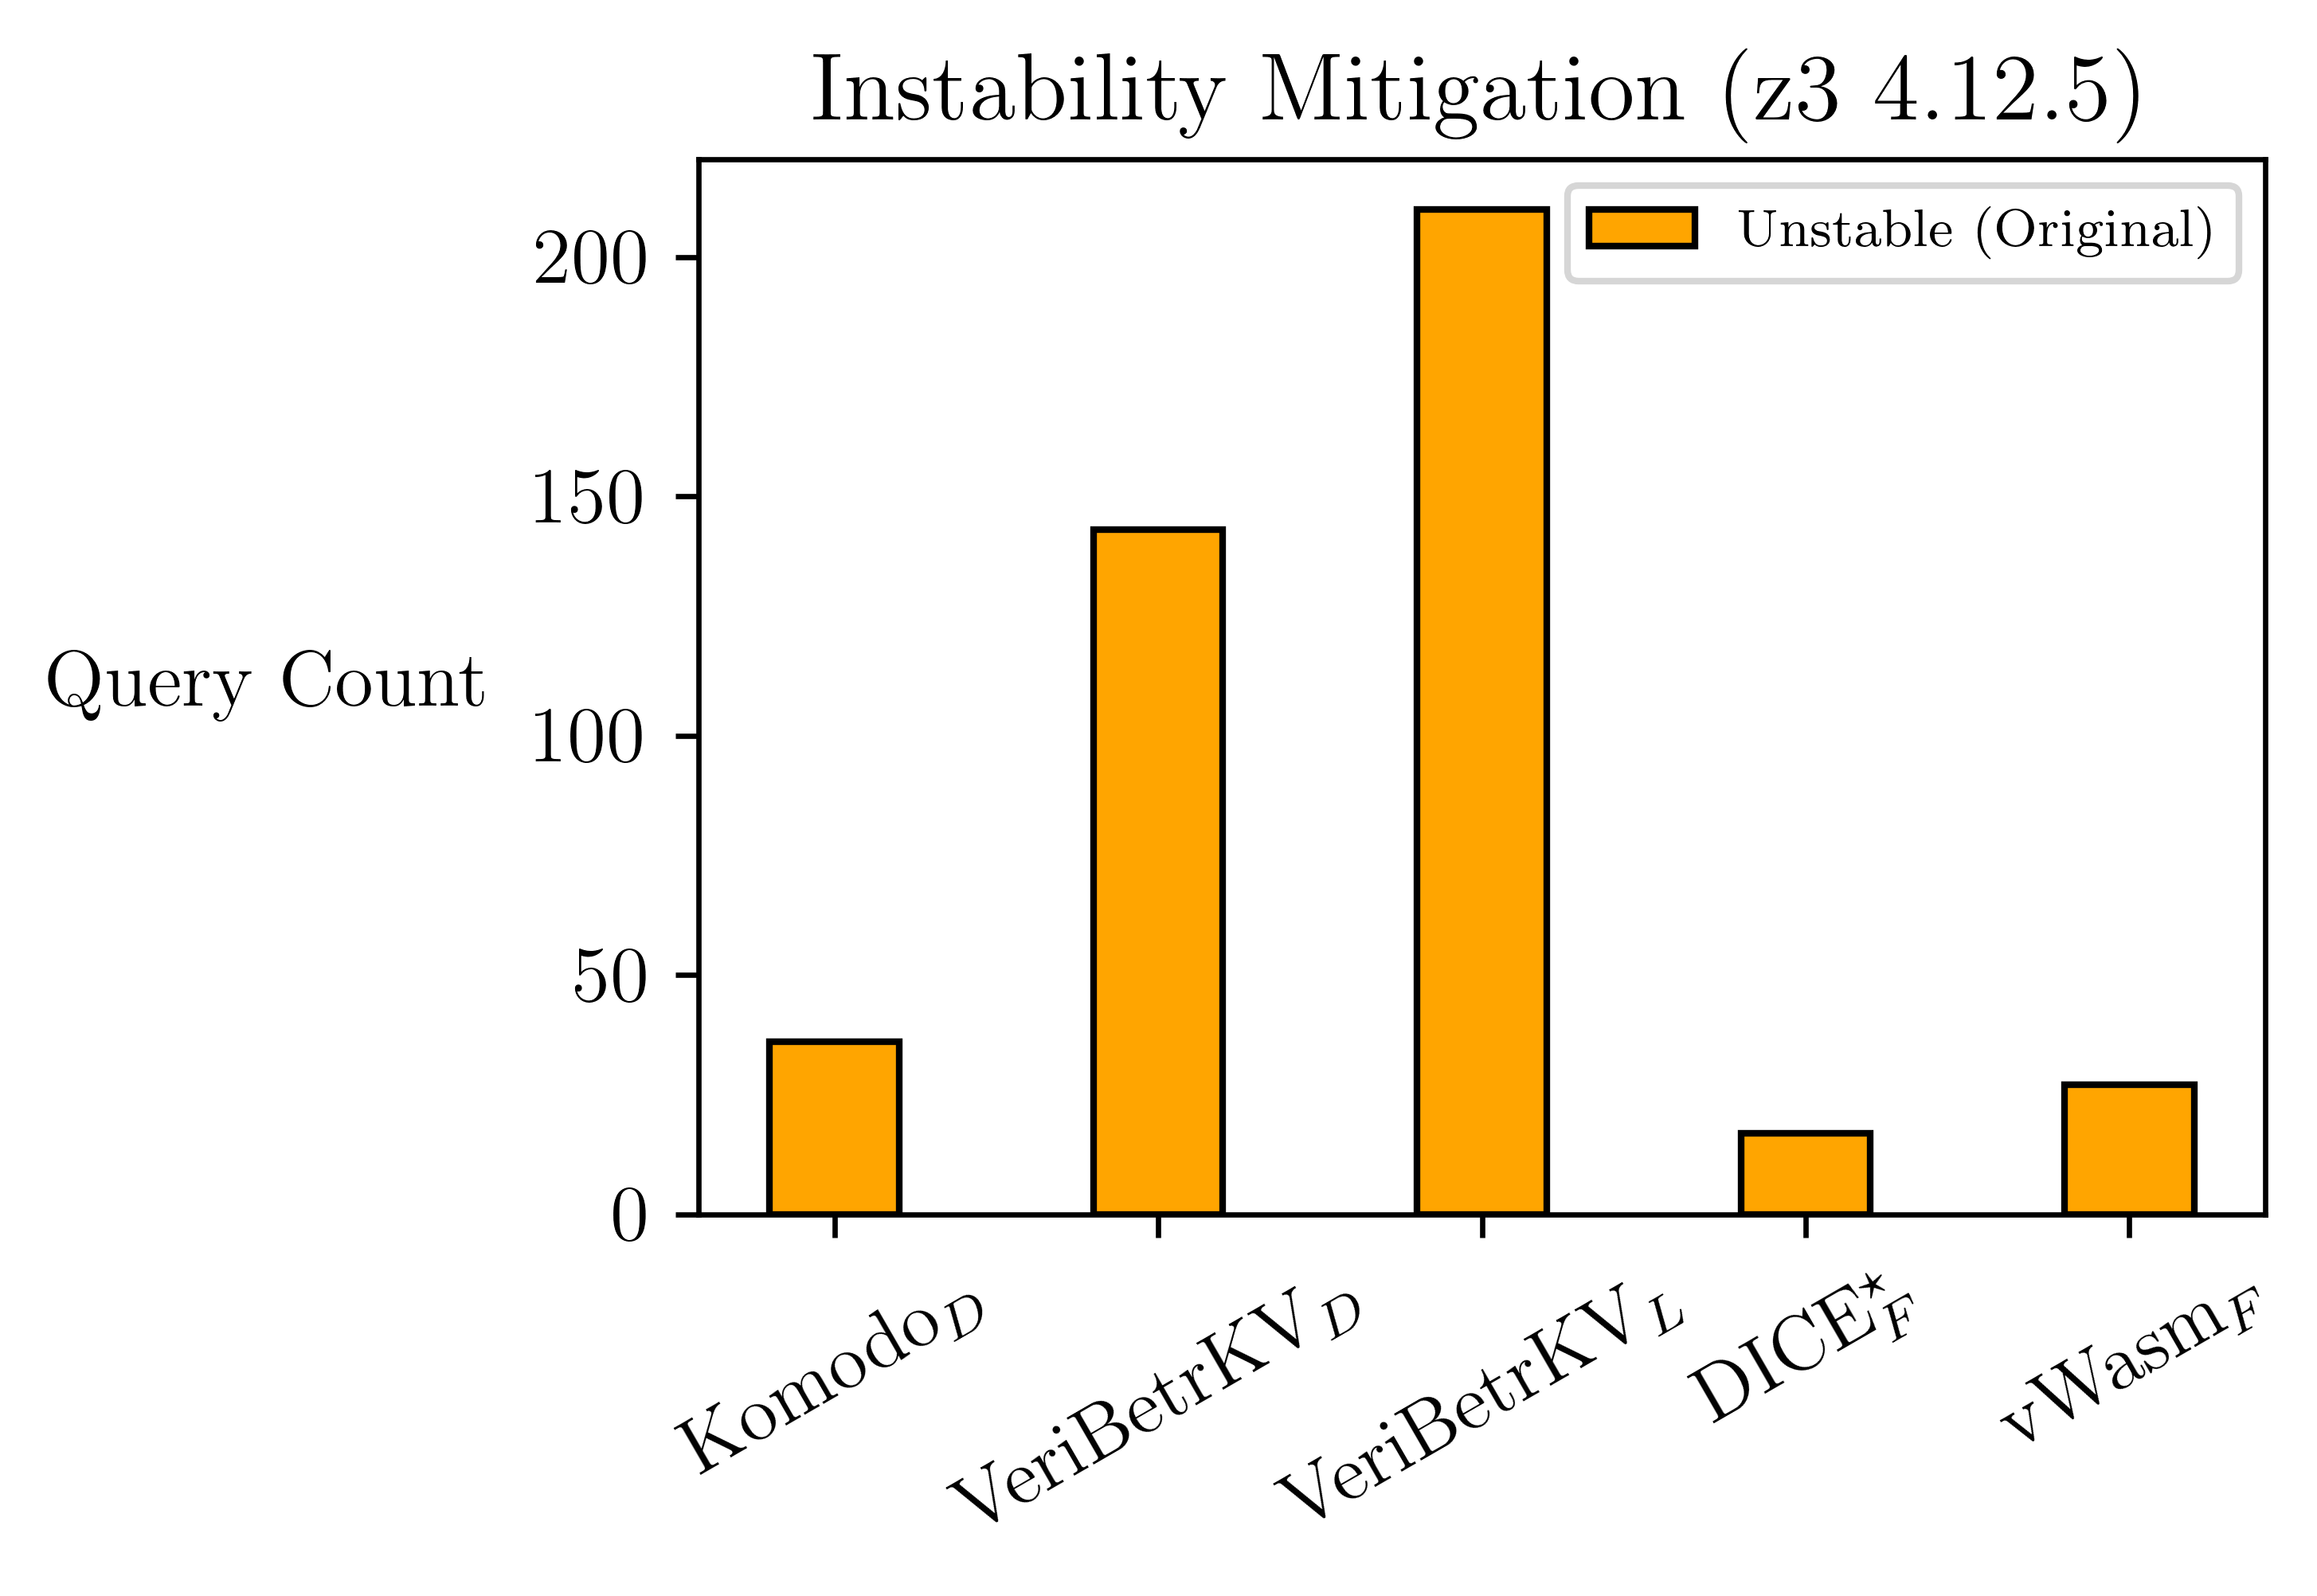 Instability Mitigation (z3 4.12.5)
Unstable (Original)
Query Count
200
150
100
50
0
Komodo_D
VeriBetrKV_D
VeriBetrKV_L
DICE^⋆_F
vWasm_F